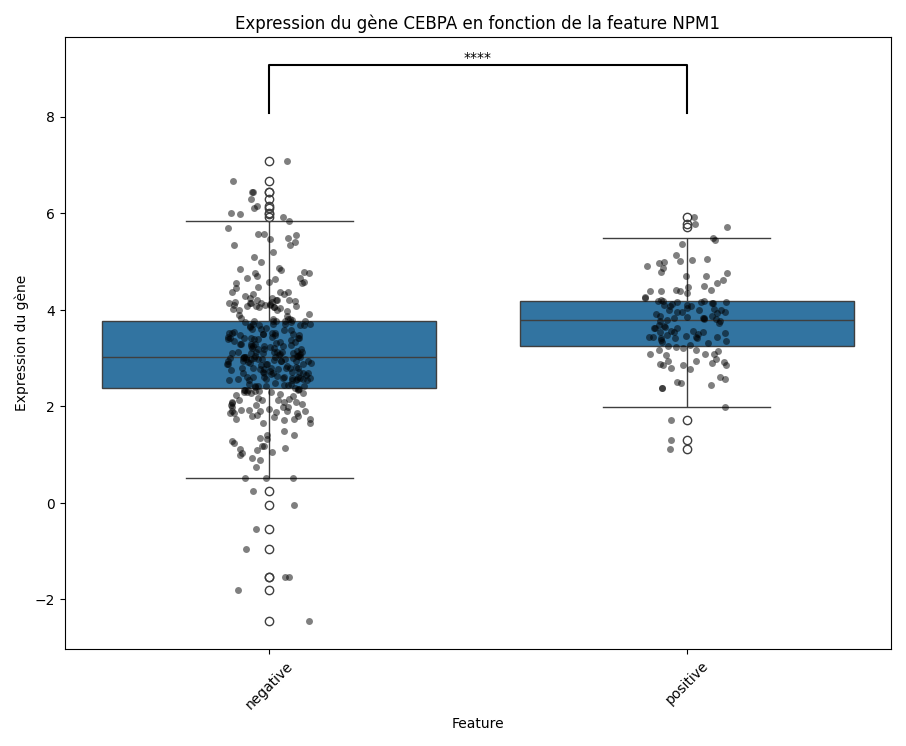 Expression du gène CEBPA en fonction de la feature NPM1
****
8
6
4
2
0
−2
Expression du gène
negative
positive
Feature